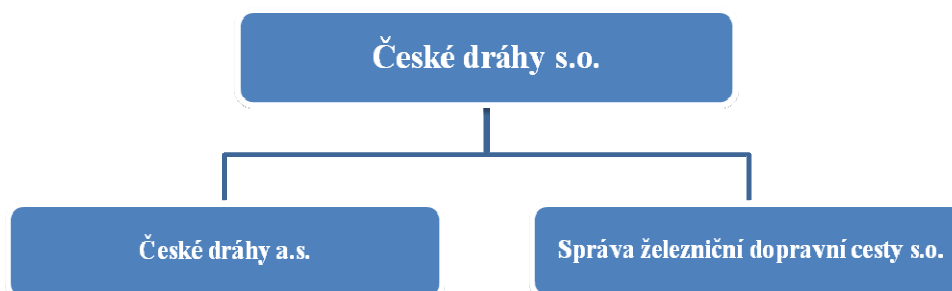 České dráhy s.o.
České dráhy a.s.
Správa železniční dopravní cesty s.o.